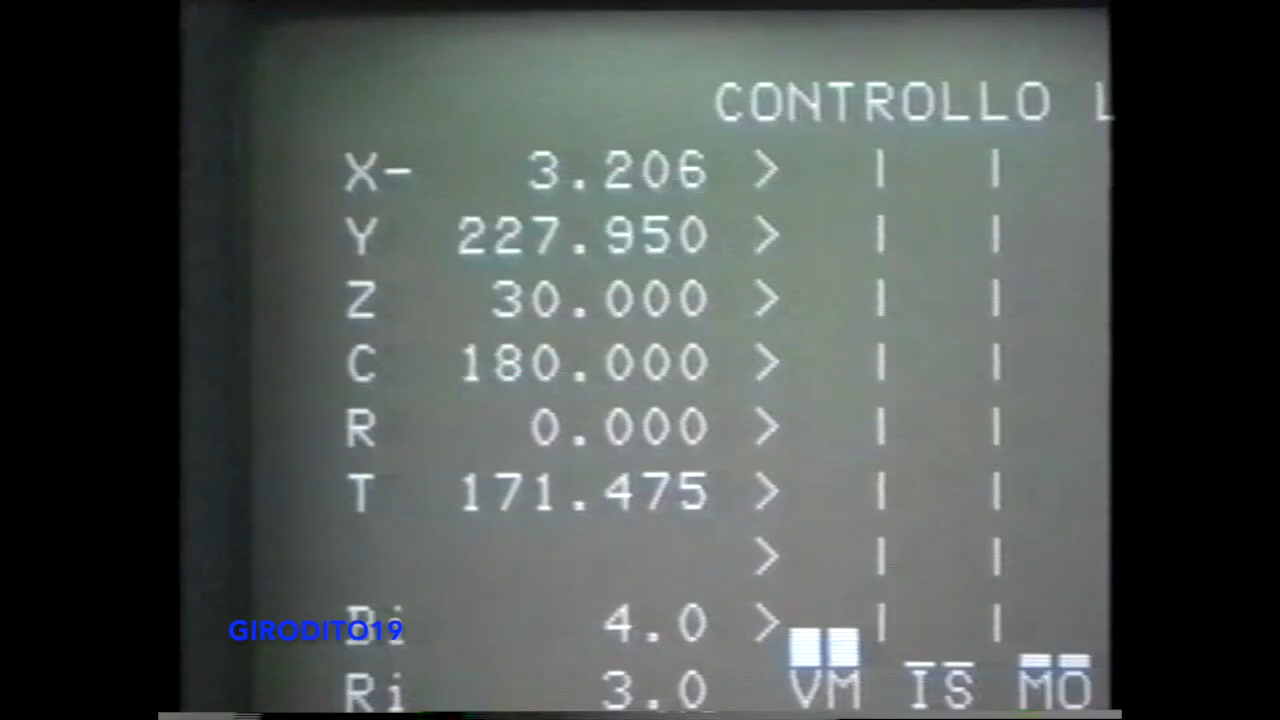 CONTROLLO L
X- 3.206 > | |
Y 227.950 > | |
Z 30.000 > | |
C 180.000 > | |
R 0.000 > | |
T 171.475 > | |
> | |
Di 4.0 > | |
GIRODITO19
Ri 3.0 VM IS MO